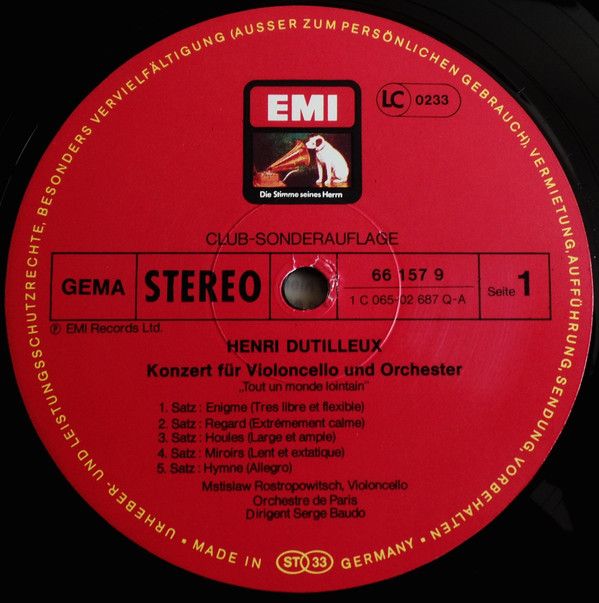 URHEBER- UND LEISTUNGSSCHUTZRECHTE, BESONDERS VERVIELFÄLTIGUNG (AUSSER ZUM PERSÖNLICHEN GEBRAUCH), VERMIETUNG, AUFFÜHRUNG, SENDUNG, VORBEHALTEN
EMI
LC 0233
Die Stimme seines Herrn
CLUB-SONDERAUFLAGE
GEMA STEREO 66 157 9
1 C 065-02 687 Q-A
Seite 1
℗ EMI Records Ltd.
HENRI DUTILLEUX
Konzert für Violoncello und Orchester
„Tout un monde lointain"
1. Satz: Enigme (Tres libre et flexible)
2. Satz: Regard (Extrêmement calme)
3. Satz: Houles (Large et ample)
4. Satz: Miroirs (Lent et extatique)
5. Satz: Hymne (Allegro)
Mstislaw Rostropowitsch, Violoncello
Orchestre de Paris
Dirigent Serge Baudo
• MADE IN ST 33 GERMANY •